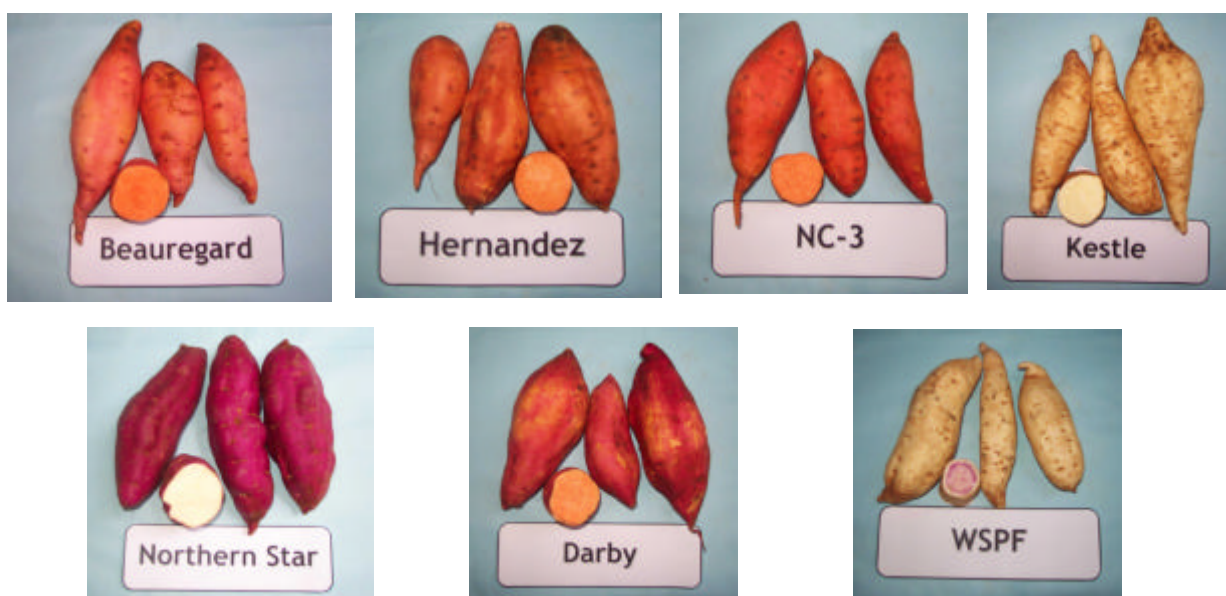 Beauregard
Hernandez
NC-3
Kestle
Northern Star
Darby
WSPF